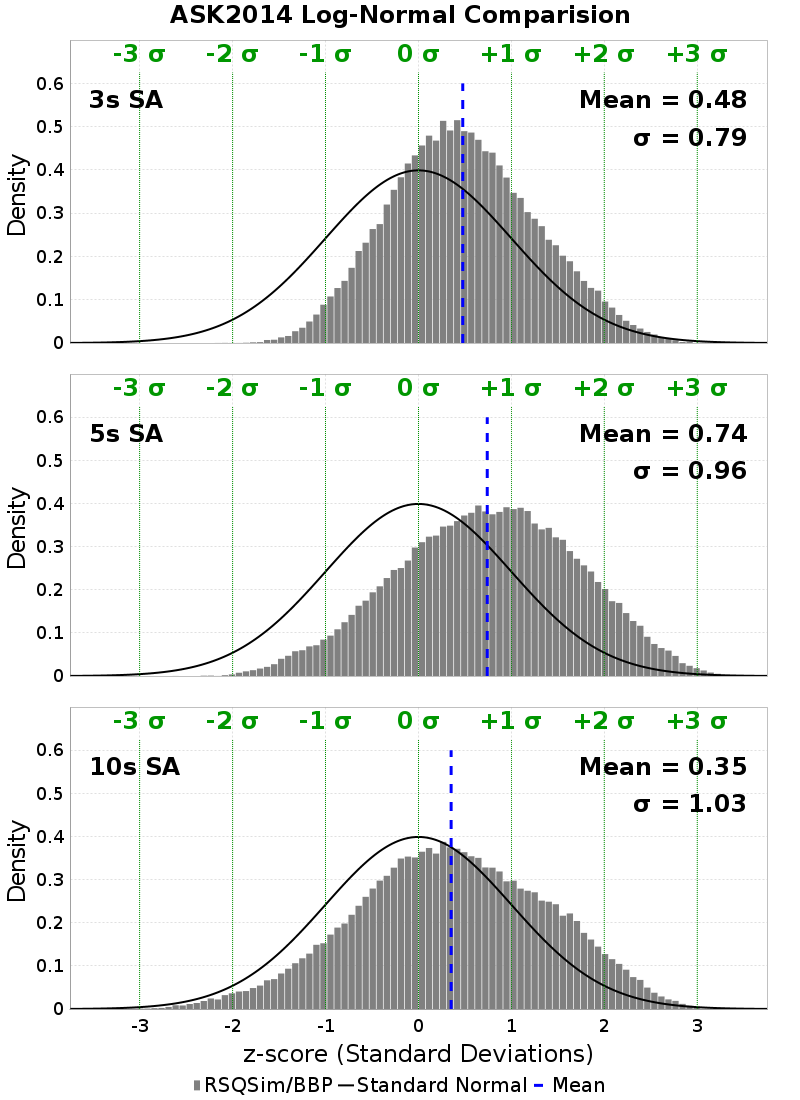 ASK2014 Log-Normal Comparision
-3 σ -2 σ -1 σ 0 σ +1 σ +2 σ +3 σ
0.6
3s SA
Mean = 0.48
0.5
σ = 0.79
0.4
0.3
0.2
0.1
0
Density
-3 σ -2 σ -1 σ 0 σ +1 σ +2 σ +3 σ
0.6
5s SA
Mean = 0.74
0.5
σ = 0.96
0.4
0.3
0.2
0.1
0
Density
-3 σ -2 σ -1 σ 0 σ +1 σ +2 σ +3 σ
0.6
10s SA
Mean = 0.35
0.5
σ = 1.03
0.4
0.3
0.2
0.1
0
Density
-3 -2 -1 0 1 2 3
z-score (Standard Deviations)
RSQSim/BBP Standard Normal Mean